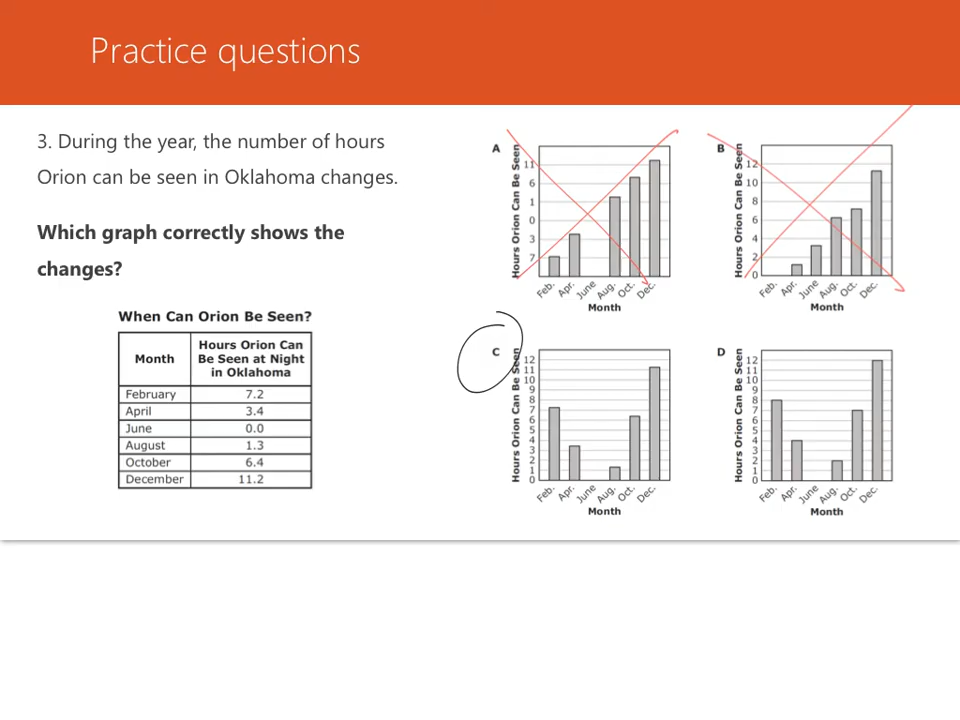 Practice questions
3. During the year, the number of hours
Orion can be seen in Oklahoma changes.
Which graph correctly shows the
changes?
When Can Orion Be Seen?
Month
Hours Orion Can
Be Seen at Night
in Oklahoma
February 7.2
April 3.4
June 0.0
August 1.3
October 6.4
December 11.2
A
Hours Orion Can Be Seen
11
6
1
0
3
7
Feb. Apr. June Aug. Oct. Dec.
Month
B
Hours Orion Can Be Seen
12
10
8
6
4
2
0
Feb. Apr. June Aug. Oct. Dec.
Month
C
Hours Orion Can Be Seen
12
11
10
9
8
7
6
5
4
3
2
1
0
Feb. Apr. June Aug. Oct. Dec.
Month
D
Hours Orion Can Be Seen
12
11
10
9
8
7
6
5
4
3
2
1
0
Feb. Apr. June Aug. Oct. Dec.
Month